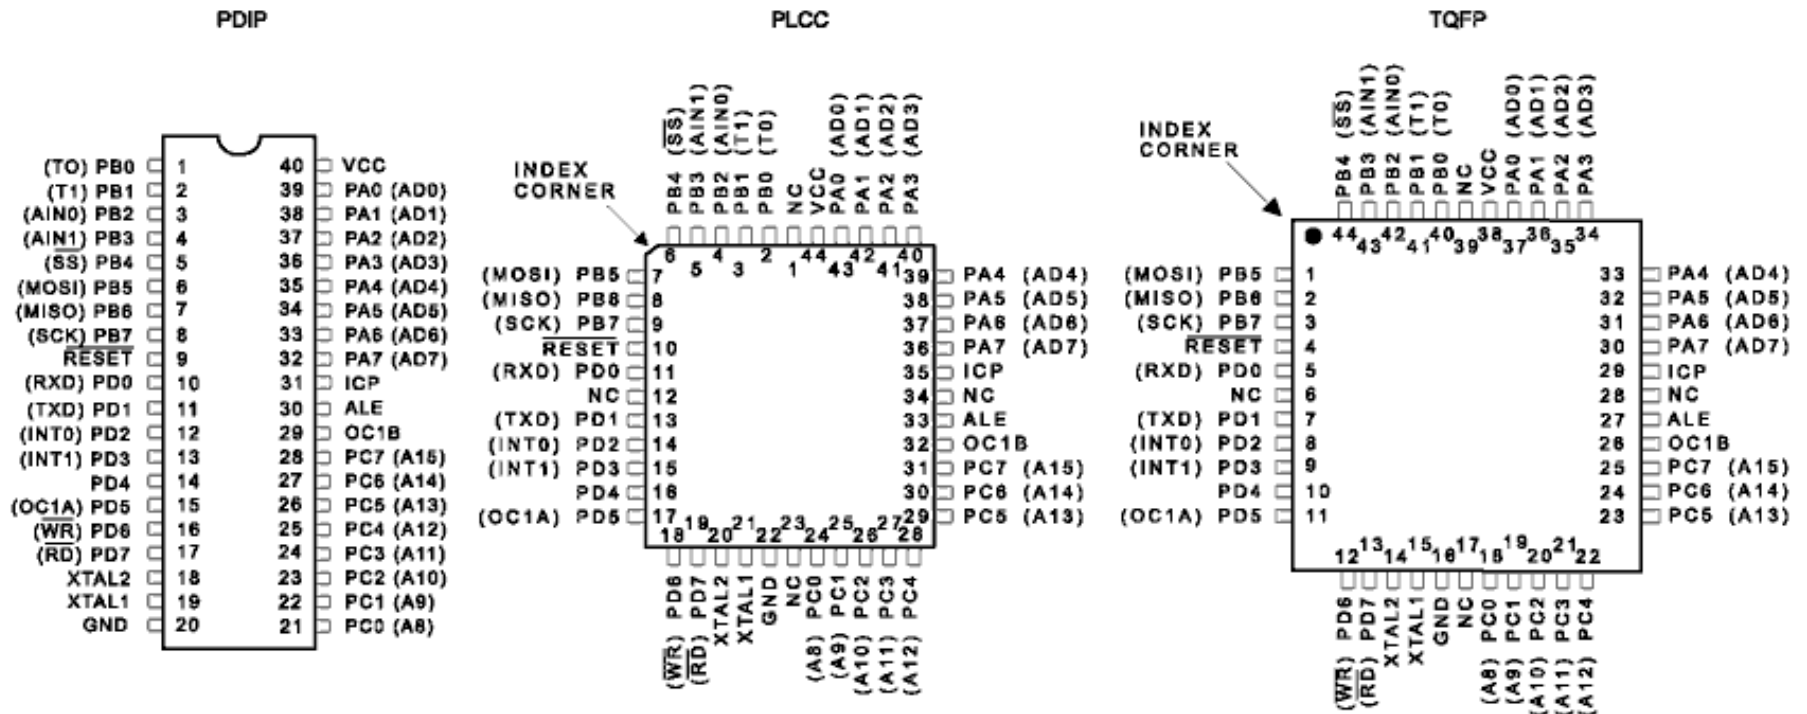 PDIP
(TO) PB0 1 40 VCC
(T1) PB1 2 39 PA0 (AD0)
(AIN0) PB2 3 38 PA1 (AD1)
(AIN1) PB3 4 37 PA2 (AD2)
(SS) PB4 5 36 PA3 (AD3)
(MOSI) PB5 6 35 PA4 (AD4)
(MISO) PB6 7 34 PA5 (AD5)
(SCK) PB7 8 33 PA6 (AD6)
RESET 9 32 PA7 (AD7)
(RXD) PD0 10 31 ICP
(TXD) PD1 11 30 ALE
(INT0) PD2 12 29 OC1B
(INT1) PD3 13 28 PC7 (A15)
PD4 14 27 PC6 (A14)
(OC1A) PD5 15 26 PC5 (A13)
(WR) PD6 16 25 PC4 (A12)
(RD) PD7 17 24 PC3 (A11)
XTAL2 18 23 PC2 (A10)
XTAL1 19 22 PC1 (A9)
GND 20 21 PC0 (A8)
PLCC
INDEX
CORNER
PB4 (SS)
PB3 (AIN1)
PB2 (AIN0)
PB1 (T1)
PB0 (T0)
NC
VCC
PA0 (AD0)
PA1 (AD1)
PA2 (AD2)
PA3 (AD3)
6 5 4 3 2 1 44 43 42 41 40
(MOSI) PB5 7 39 PA4 (AD4)
(MISO) PB6 8 38 PA5 (AD5)
(SCK) PB7 9 37 PA6 (AD6)
RESET 10 36 PA7 (AD7)
(RXD) PD0 11 35 ICP
NC 12 34 NC
(TXD) PD1 13 33 ALE
(INT0) PD2 14 32 OC1B
(INT1) PD3 15 31 PC7 (A15)
PD4 16 30 PC6 (A14)
(OC1A) PD5 17 29 PC5 (A13)
18 19 20 21 22 23 24 25 26 27 28
(WR) PD6
(RD) PD7
XTAL2
XTAL1
GND
NC
(A8) PC0
(A9) PC1
(A10) PC2
(A11) PC3
(A12) PC4
TQFP
INDEX
CORNER
PB4 (SS)
PB3 (AIN1)
PB2 (AIN0)
PB1 (T1)
PB0 (T0)
NC
VCC
PA0 (AD0)
PA1 (AD1)
PA2 (AD2)
PA3 (AD3)
44 43 42 41 40 39 38 37 36 35 34
(MOSI) PB5 1 33 PA4 (AD4)
(MISO) PB6 2 32 PA5 (AD5)
(SCK) PB7 3 31 PA6 (AD6)
RESET 4 30 PA7 (AD7)
(RXD) PD0 5 29 ICP
NC 6 28 NC
(TXD) PD1 7 27 ALE
(INT0) PD2 8 26 OC1B
(INT1) PD3 9 25 PC7 (A15)
PD4 10 24 PC6 (A14)
(OC1A) PD5 11 23 PC5 (A13)
12 13 14 15 16 17 18 19 20 21 22
(WR) PD6
(RD) PD7
XTAL2
XTAL1
GND
NC
(A8) PC0
(A9) PC1
(A10) PC2
(A11) PC3
(A12) PC4